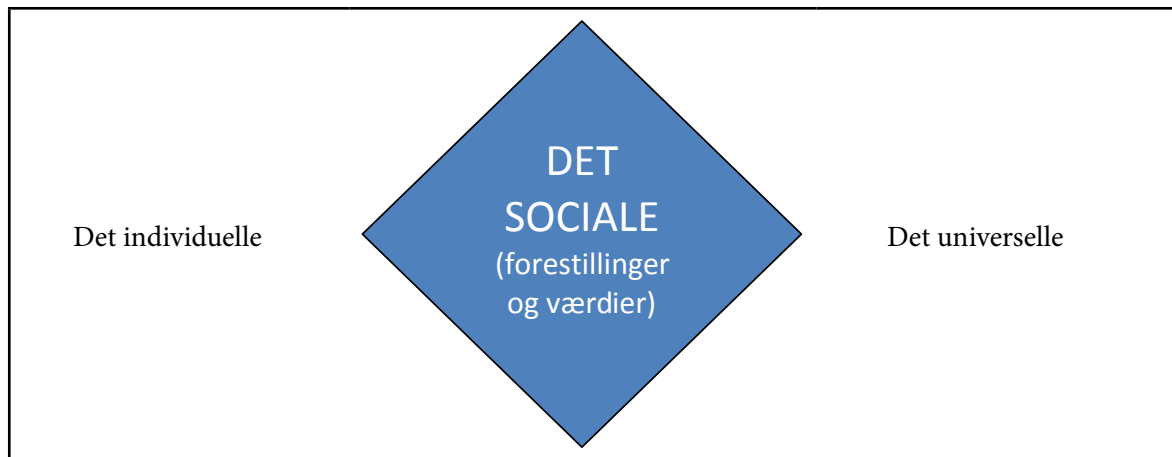 Det individuelle
DET
SOCIALE
(forestillinger
og værdier)
Det universelle